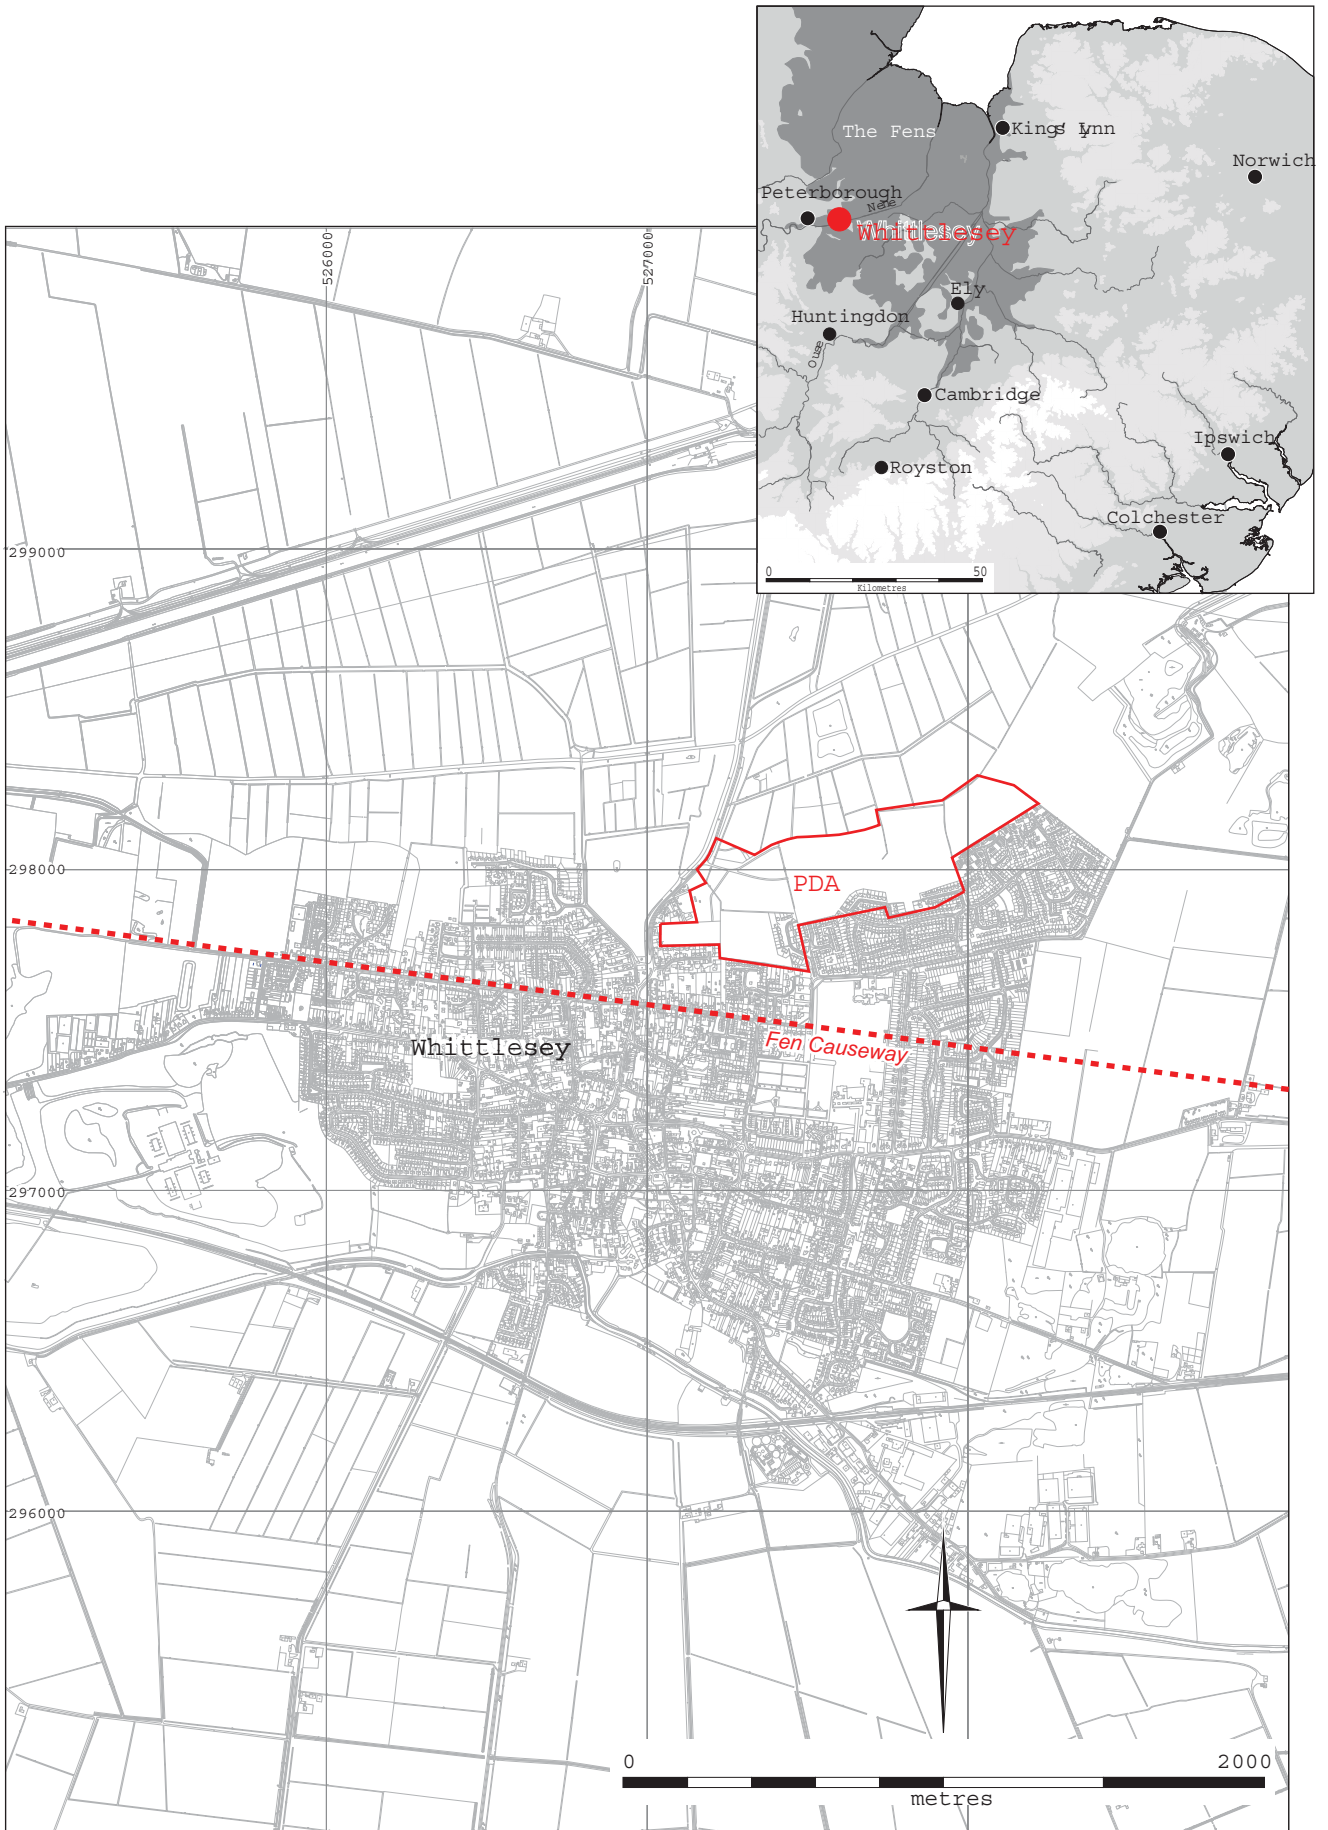 The Fens
King's Lynn
Norwich
Peterborough
Nene
Whittlesey
Ely
Huntingdon
Ouse
Cambridge
Ipswich
Royston
Colchester
0 50
Kilometres
526000
527000
299000
298000
PDA
Fen Causeway
Whittlesey
297000
296000
0 2000
metres